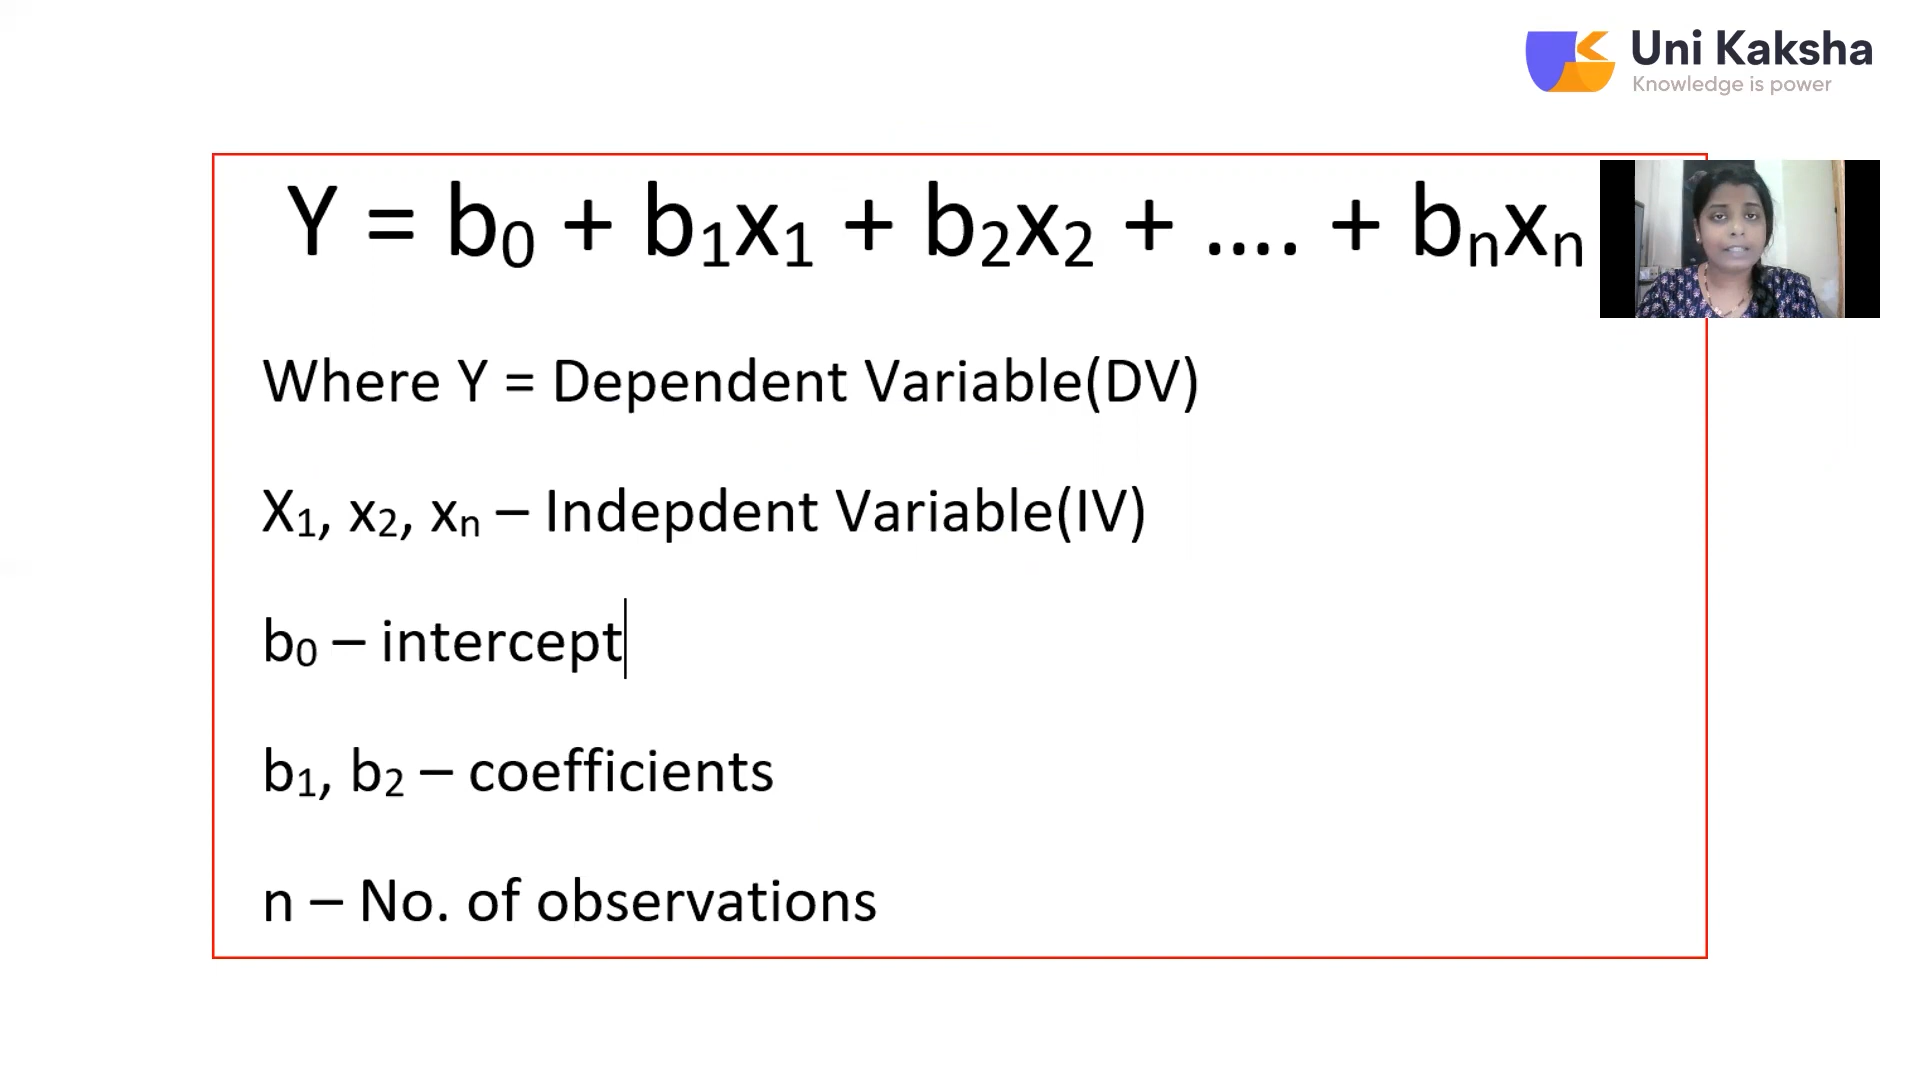 Uni Kaksha
Knowledge is power
Y = b₀ + b₁x₁ + b₂x₂ + .... + bₙxₙ
Where Y = Dependent Variable(DV)
X₁, x₂, xₙ – Indepdent Variable(IV)
b₀ – intercept
b₁, b₂ – coefficients
n – No. of observations